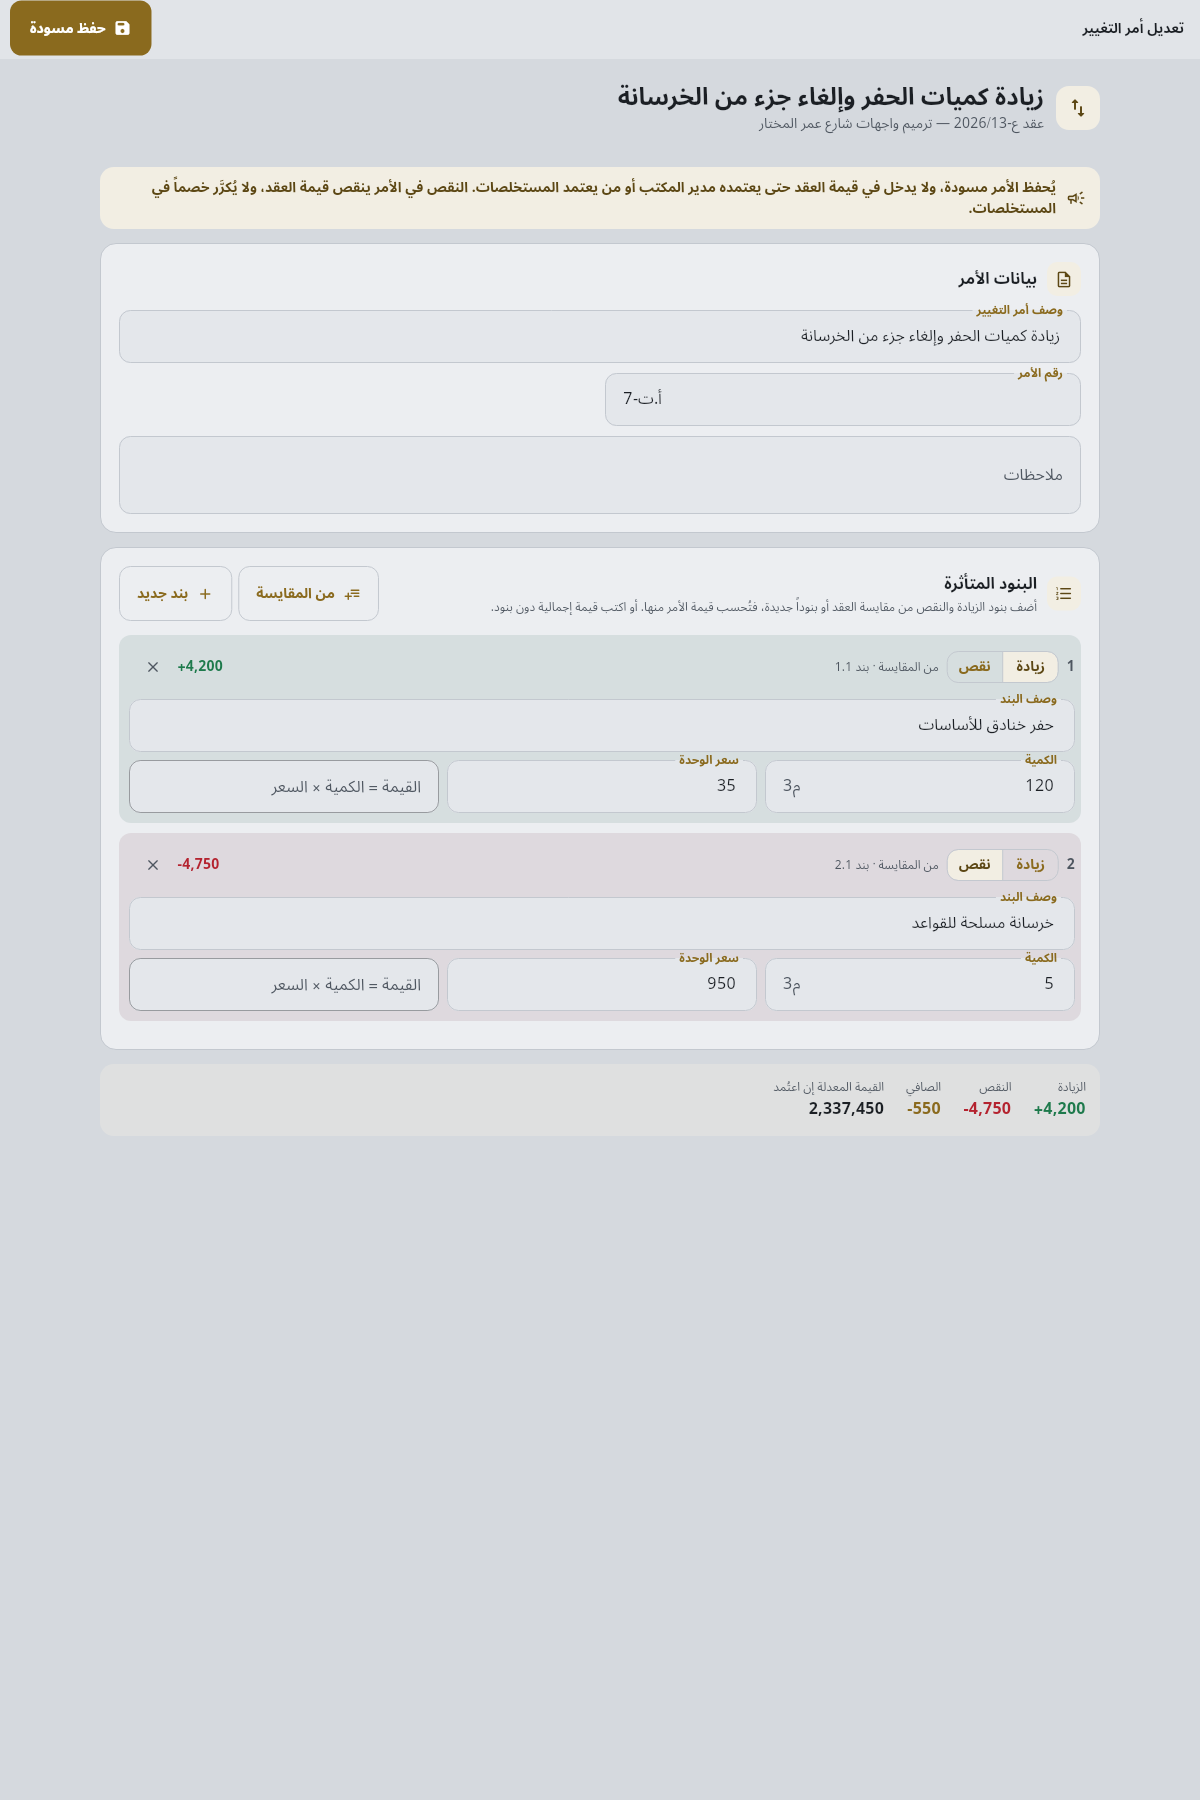 تعديل أمر التغيير
حفظ مسودة
زيادة كميات الحفر وإلغاء جزء من الخرسانة
عقد ع-2026/13 — ترميم واجهات شارع عمر المختار
يُحفظ الأمر مسودة، ولا يدخل في قيمة العقد حتى يعتمده مدير المكتب أو من يعتمد المستخلصات. النقص في الأمر ينقص قيمة العقد، ولا يُكرَّر خصماً في
المستخلصات.
بيانات الأمر
وصف أمر التغيير
زيادة كميات الحفر وإلغاء جزء من الخرسانة
رقم الأمر
أ.ت-7
ملاحظات
البنود المتأثرة
أضف بنود الزيادة والنقص من مقايسة العقد أو بنوداً جديدة، فتُحسب قيمة الأمر منها. أو اكتب قيمة إجمالية دون بنود.
من المقايسة
بند جديد
1 زيادة نقص من المقايسة · بند 1.1 +4,200
وصف البند
حفر خنادق للأساسات
الكمية سعر الوحدة
120 م3 35 القيمة = الكمية × السعر
2 زيادة نقص من المقايسة · بند 2.1 -4,750
وصف البند
خرسانة مسلحة للقواعد
الكمية سعر الوحدة
5 م3 950 القيمة = الكمية × السعر
الزيادة النقص الصافي القيمة المعدلة إن اعتُمد
+4,200 -4,750 -550 2,337,450